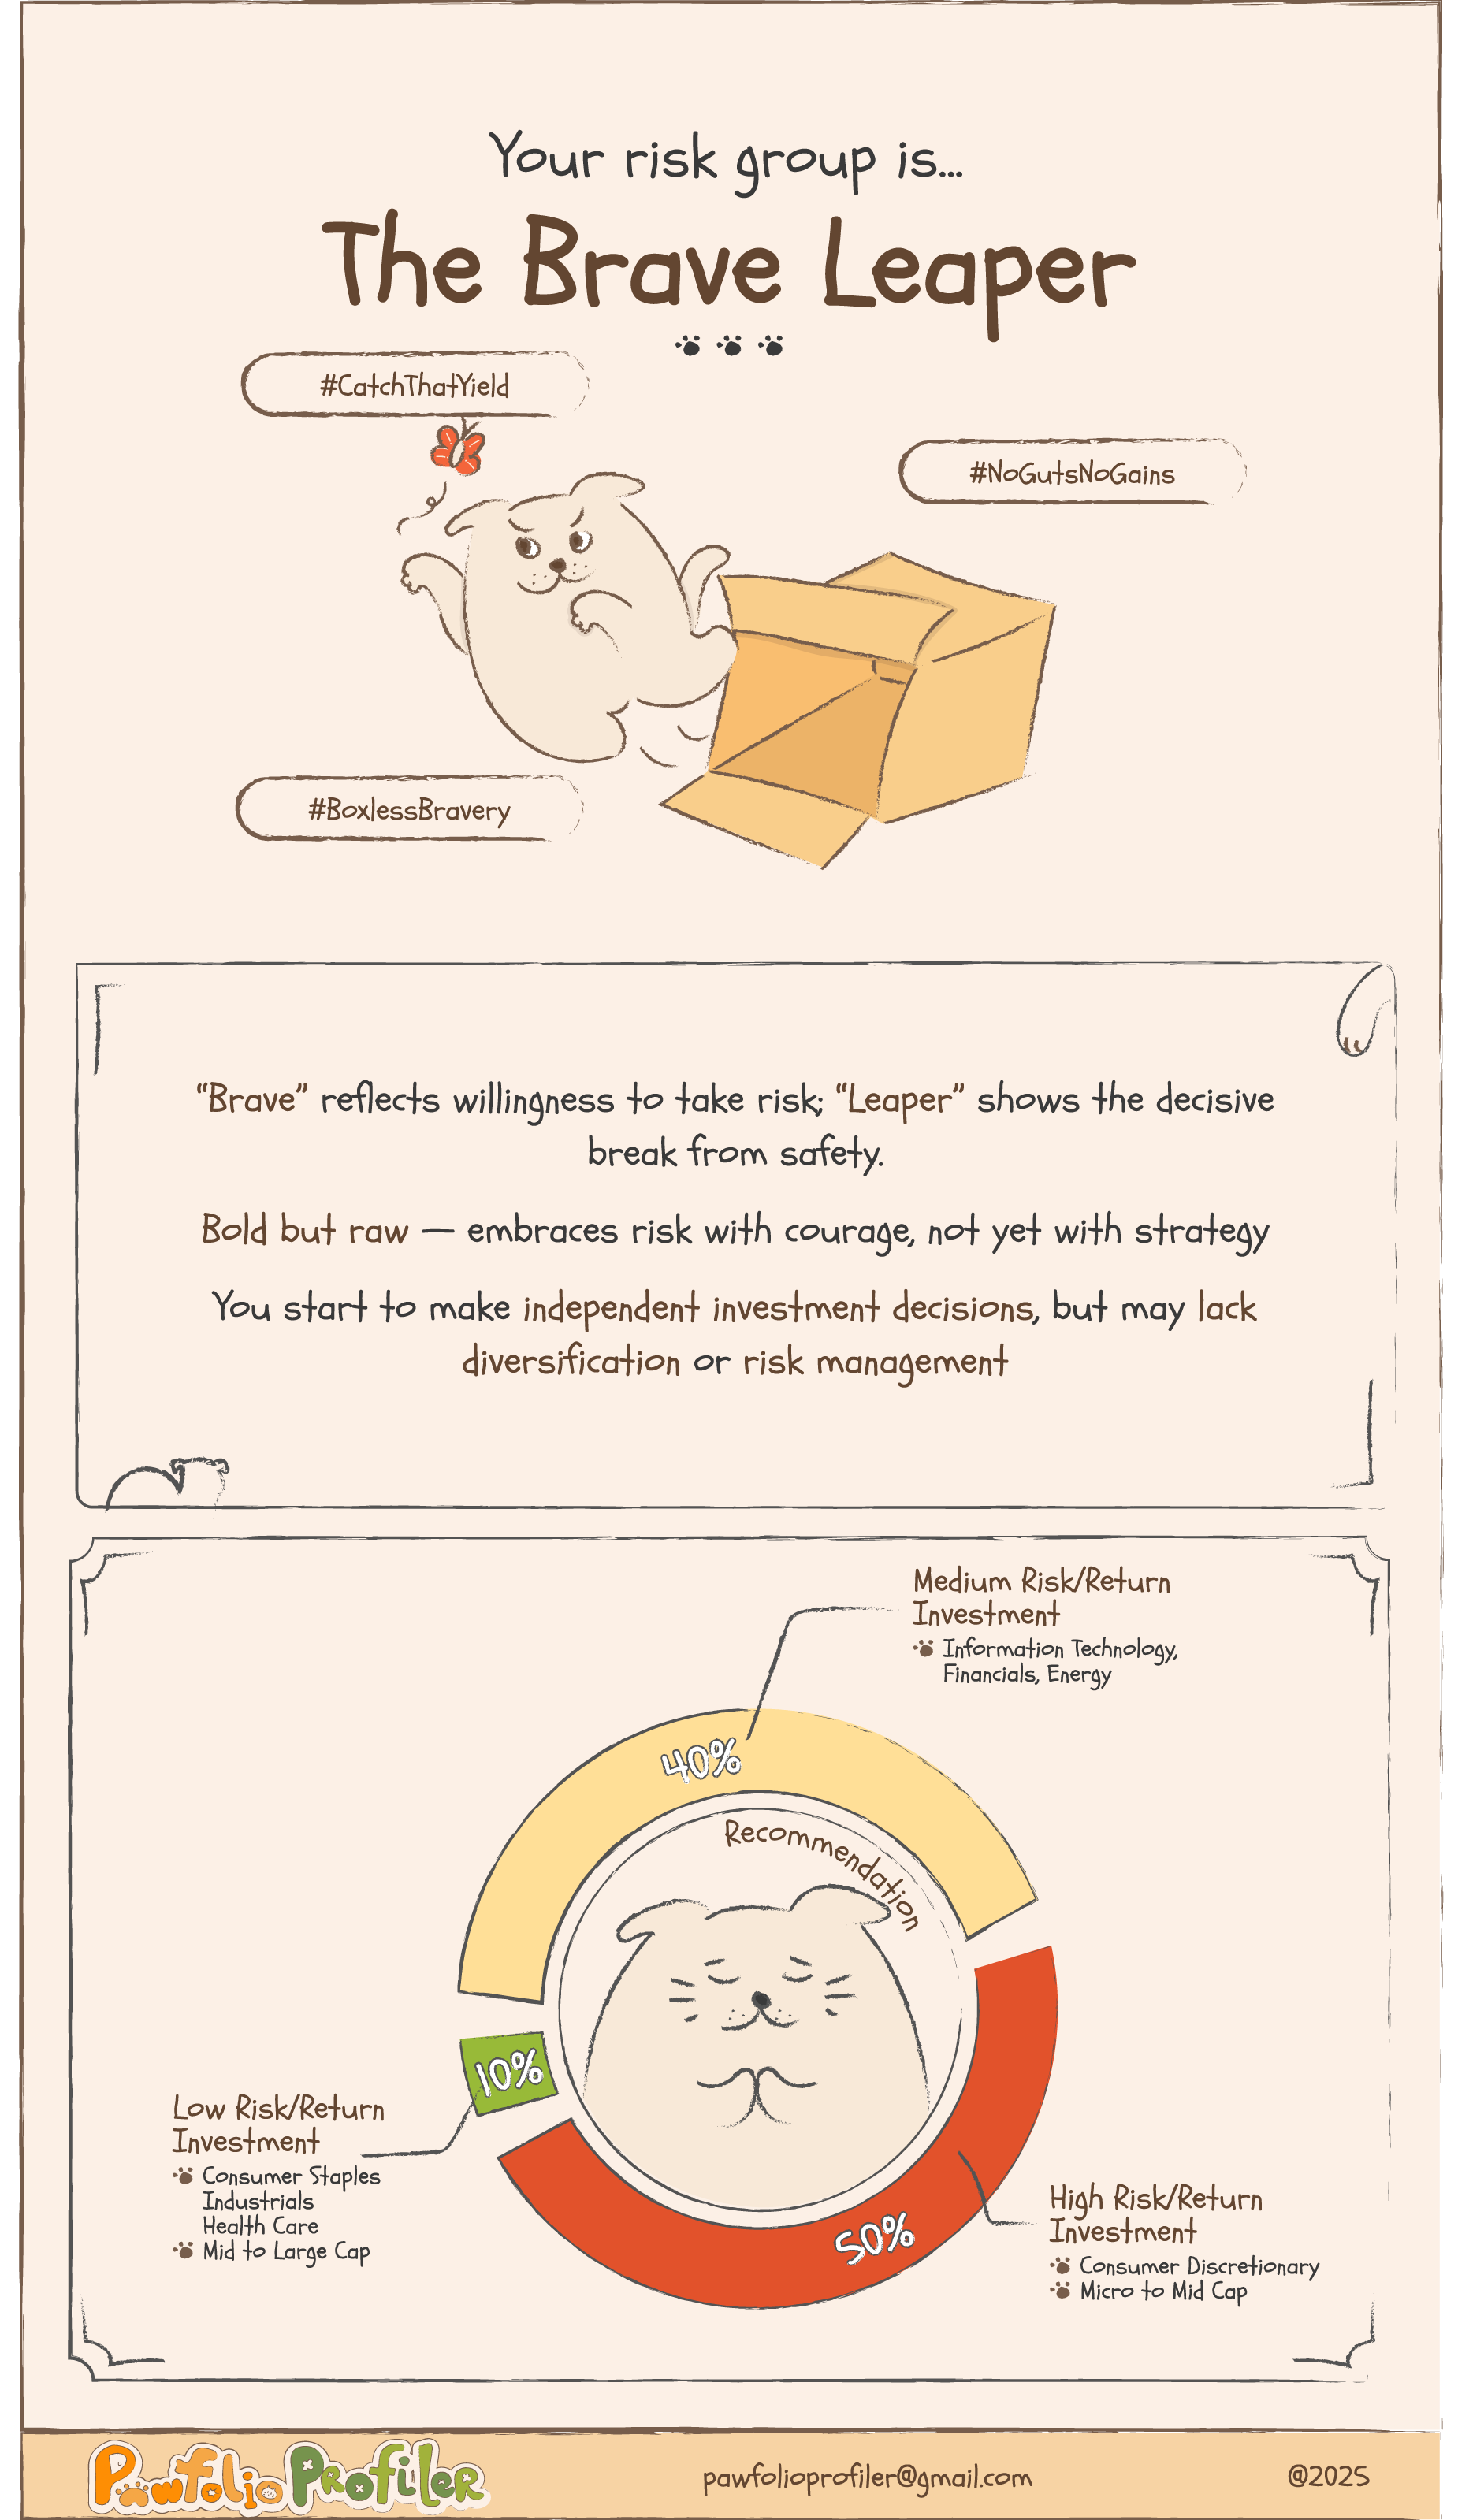 Your risk group is...
The Brave Leaper
#CatchThatYield
#NoGutsNoGains
#BoxlessBravery
“Brave” reflects willingness to take risk; “Leaper” shows the decisive
break from safety.
Bold but raw — embraces risk with courage, not yet with strategy
You start to make independent investment decisions, but may lack
diversification or risk management
Medium Risk/Return
Investment
Information Technology,
Financials, Energy
40%
Recommendation
10%
Low Risk/Return
Investment
Consumer Staples
Industrials
Health Care
Mid to Large Cap
50%
High Risk/Return
Investment
Consumer Discretionary
Micro to Mid Cap
Pawfolio Profiler
pawfolioprofiler@gmail.com
@2025